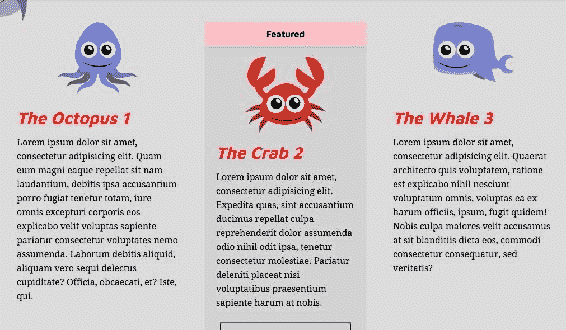 The Octopus 1
Lorem ipsum dolor sit amet,
consectetur adipisicing elit. Quam
eum magni eaque repellat sit nam
laudantium, debitis ipsa accusantium
porro fugiat tenetur totam, iure
omnis excepturi corporis eos
explicabo velit voluptas sapiente
pariatur consectetur voluptates nemo
assumenda. Laborum debitis aliquid,
aliquam vero sequi delectus
cupiditate? Officia, obcaecati, et? Iste,
qui.
Featured
The Crab 2
Lorem ipsum dolor sit amet,
consectetur adipisicing elit.
Expedita quas, sint accusantium
ducimus repellat culpa
reprehenderit dolor assumenda
odio nihil odit ipsa, tenetur
consectetur molestiae. Pariatur
deleniti placeat nisi
voluptatibus praesentium
sapiente harum at nobis.
The Whale 3
Lorem ipsum dolor sit amet,
consectetur adipisicing elit. Quaerat
architecto quis voluptatem, ratione
est explicabo nihil nesciunt
voluptatum omnis, voluptas ea ex
harum officiis, ipsum, fugit quidem!
Nobis culpa maiores velit accusamus
at sit blanditiis dicta eos, commodi
consectetur consequatur, sed
veritatis?